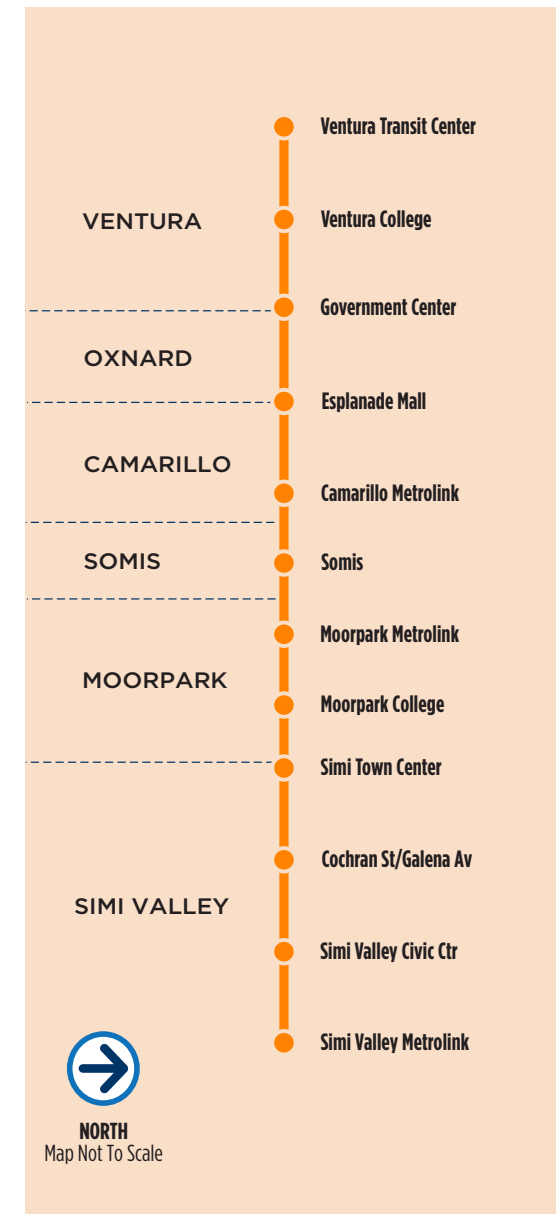 Ventura Transit Center
VENTURA
Ventura College
Government Center
OXNARD
Esplanade Mall
CAMARILLO
Camarillo Metrolink
SOMIS
Somis
Moorpark Metrolink
MOORPARK
Moorpark College
Simi Town Center
Cochran St/Galena Av
SIMI VALLEY
Simi Valley Civic Ctr
Simi Valley Metrolink
NORTH
Map Not To Scale